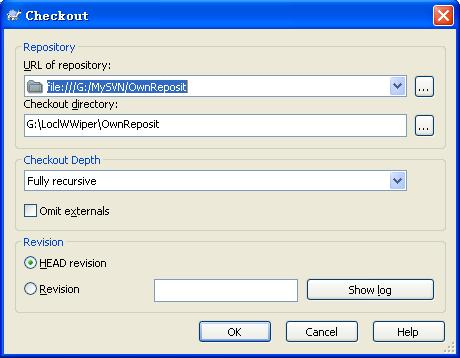 Checkout
Repository
URL of repository:
file:///G:/MySVN/OwnReposit
...
Checkout directory:
G:\LoclWWiper\OwnReposit
...
Checkout Depth
Fully recursive
Omit externals
Revision
HEAD revision
Revision
Show log
OK Cancel Help